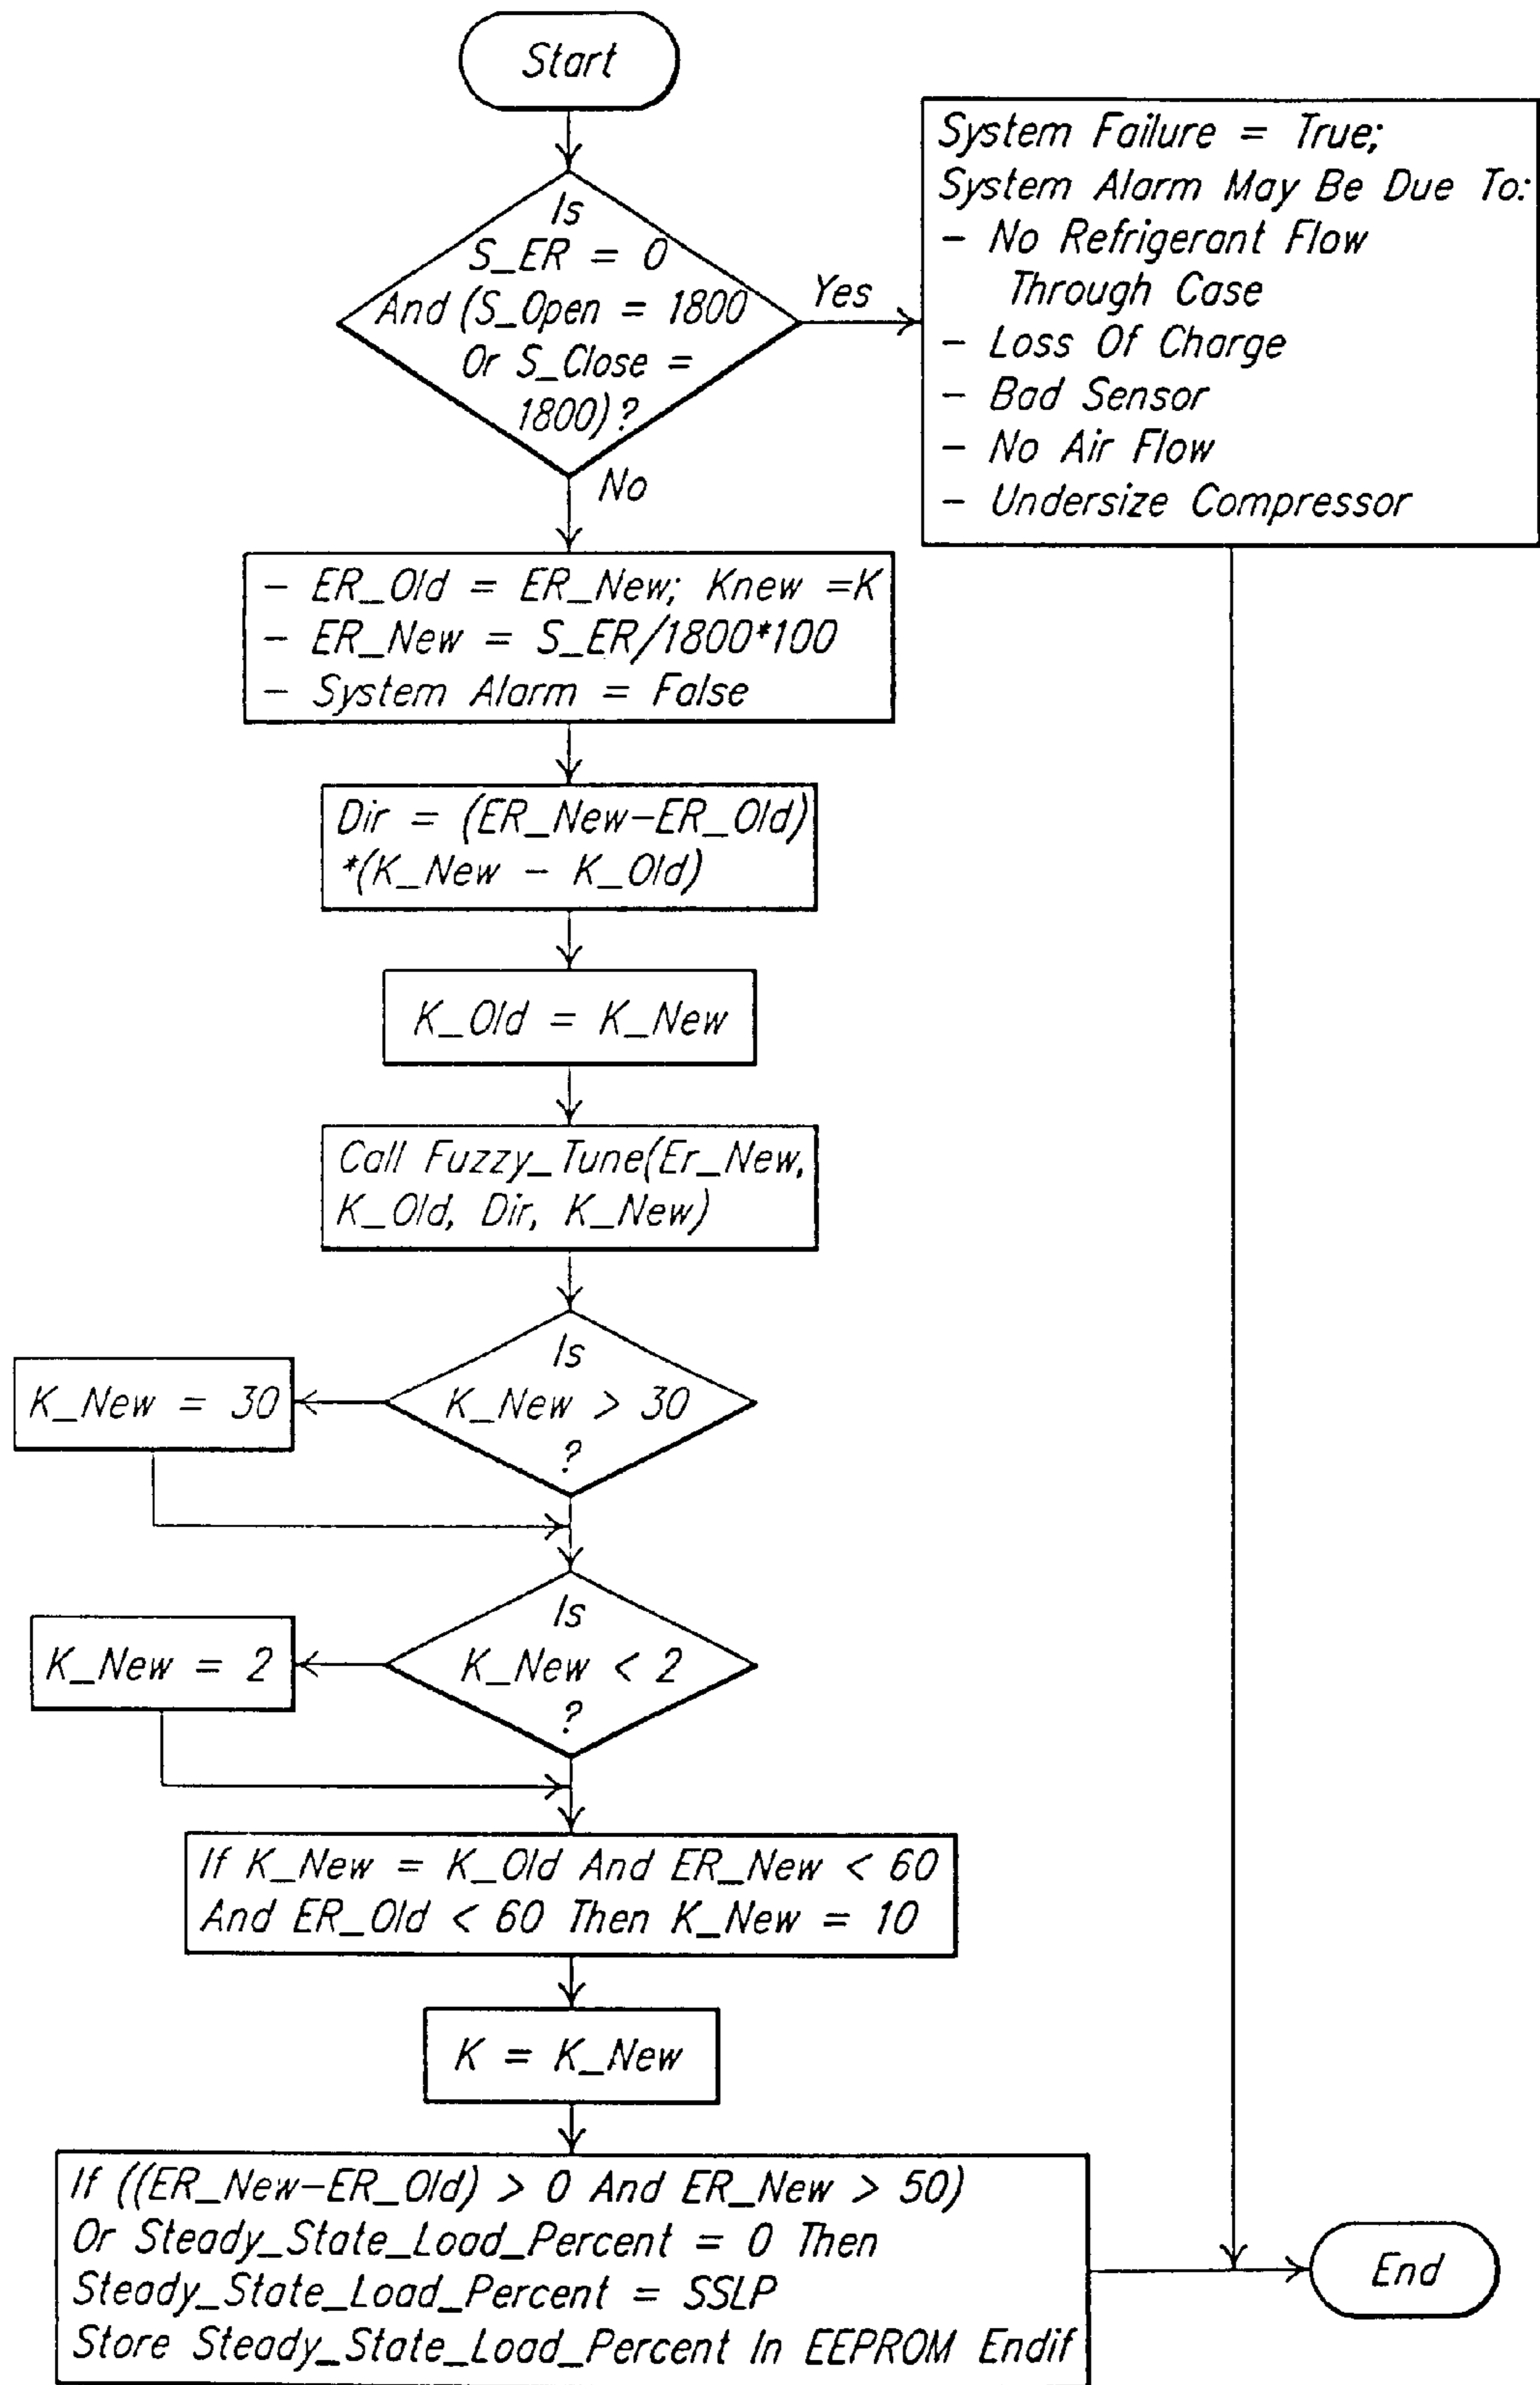 Start
Is
S_ER = 0
And (S_Open = 1800
Or S_Close =
1800)?
Yes
No
System Failure = True;
System Alarm May Be Due To:
- No Refrigerant Flow
Through Case
- Loss Of Charge
- Bad Sensor
- No Air Flow
- Undersize Compressor
- ER_Old = ER_New; Knew =K
- ER_New = S_ER/1800*100
- System Alarm = False
Dir = (ER_New-ER_Old)
*(K_New - K_Old)
K_Old = K_New
Call Fuzzy_Tune(Er_New,
K_Old, Dir, K_New)
Is
K_New > 30
?
K_New = 30
Is
K_New < 2
?
K_New = 2
If K_New = K_Old And ER_New < 60
And ER_Old < 60 Then K_New = 10
K = K_New
If ((ER_New-ER_Old) > 0 And ER_New > 50)
Or Steady_State_Load_Percent = 0 Then
Steady_State_Load_Percent = SSLP
Store Steady_State_Load_Percent In EEPROM Endif
End